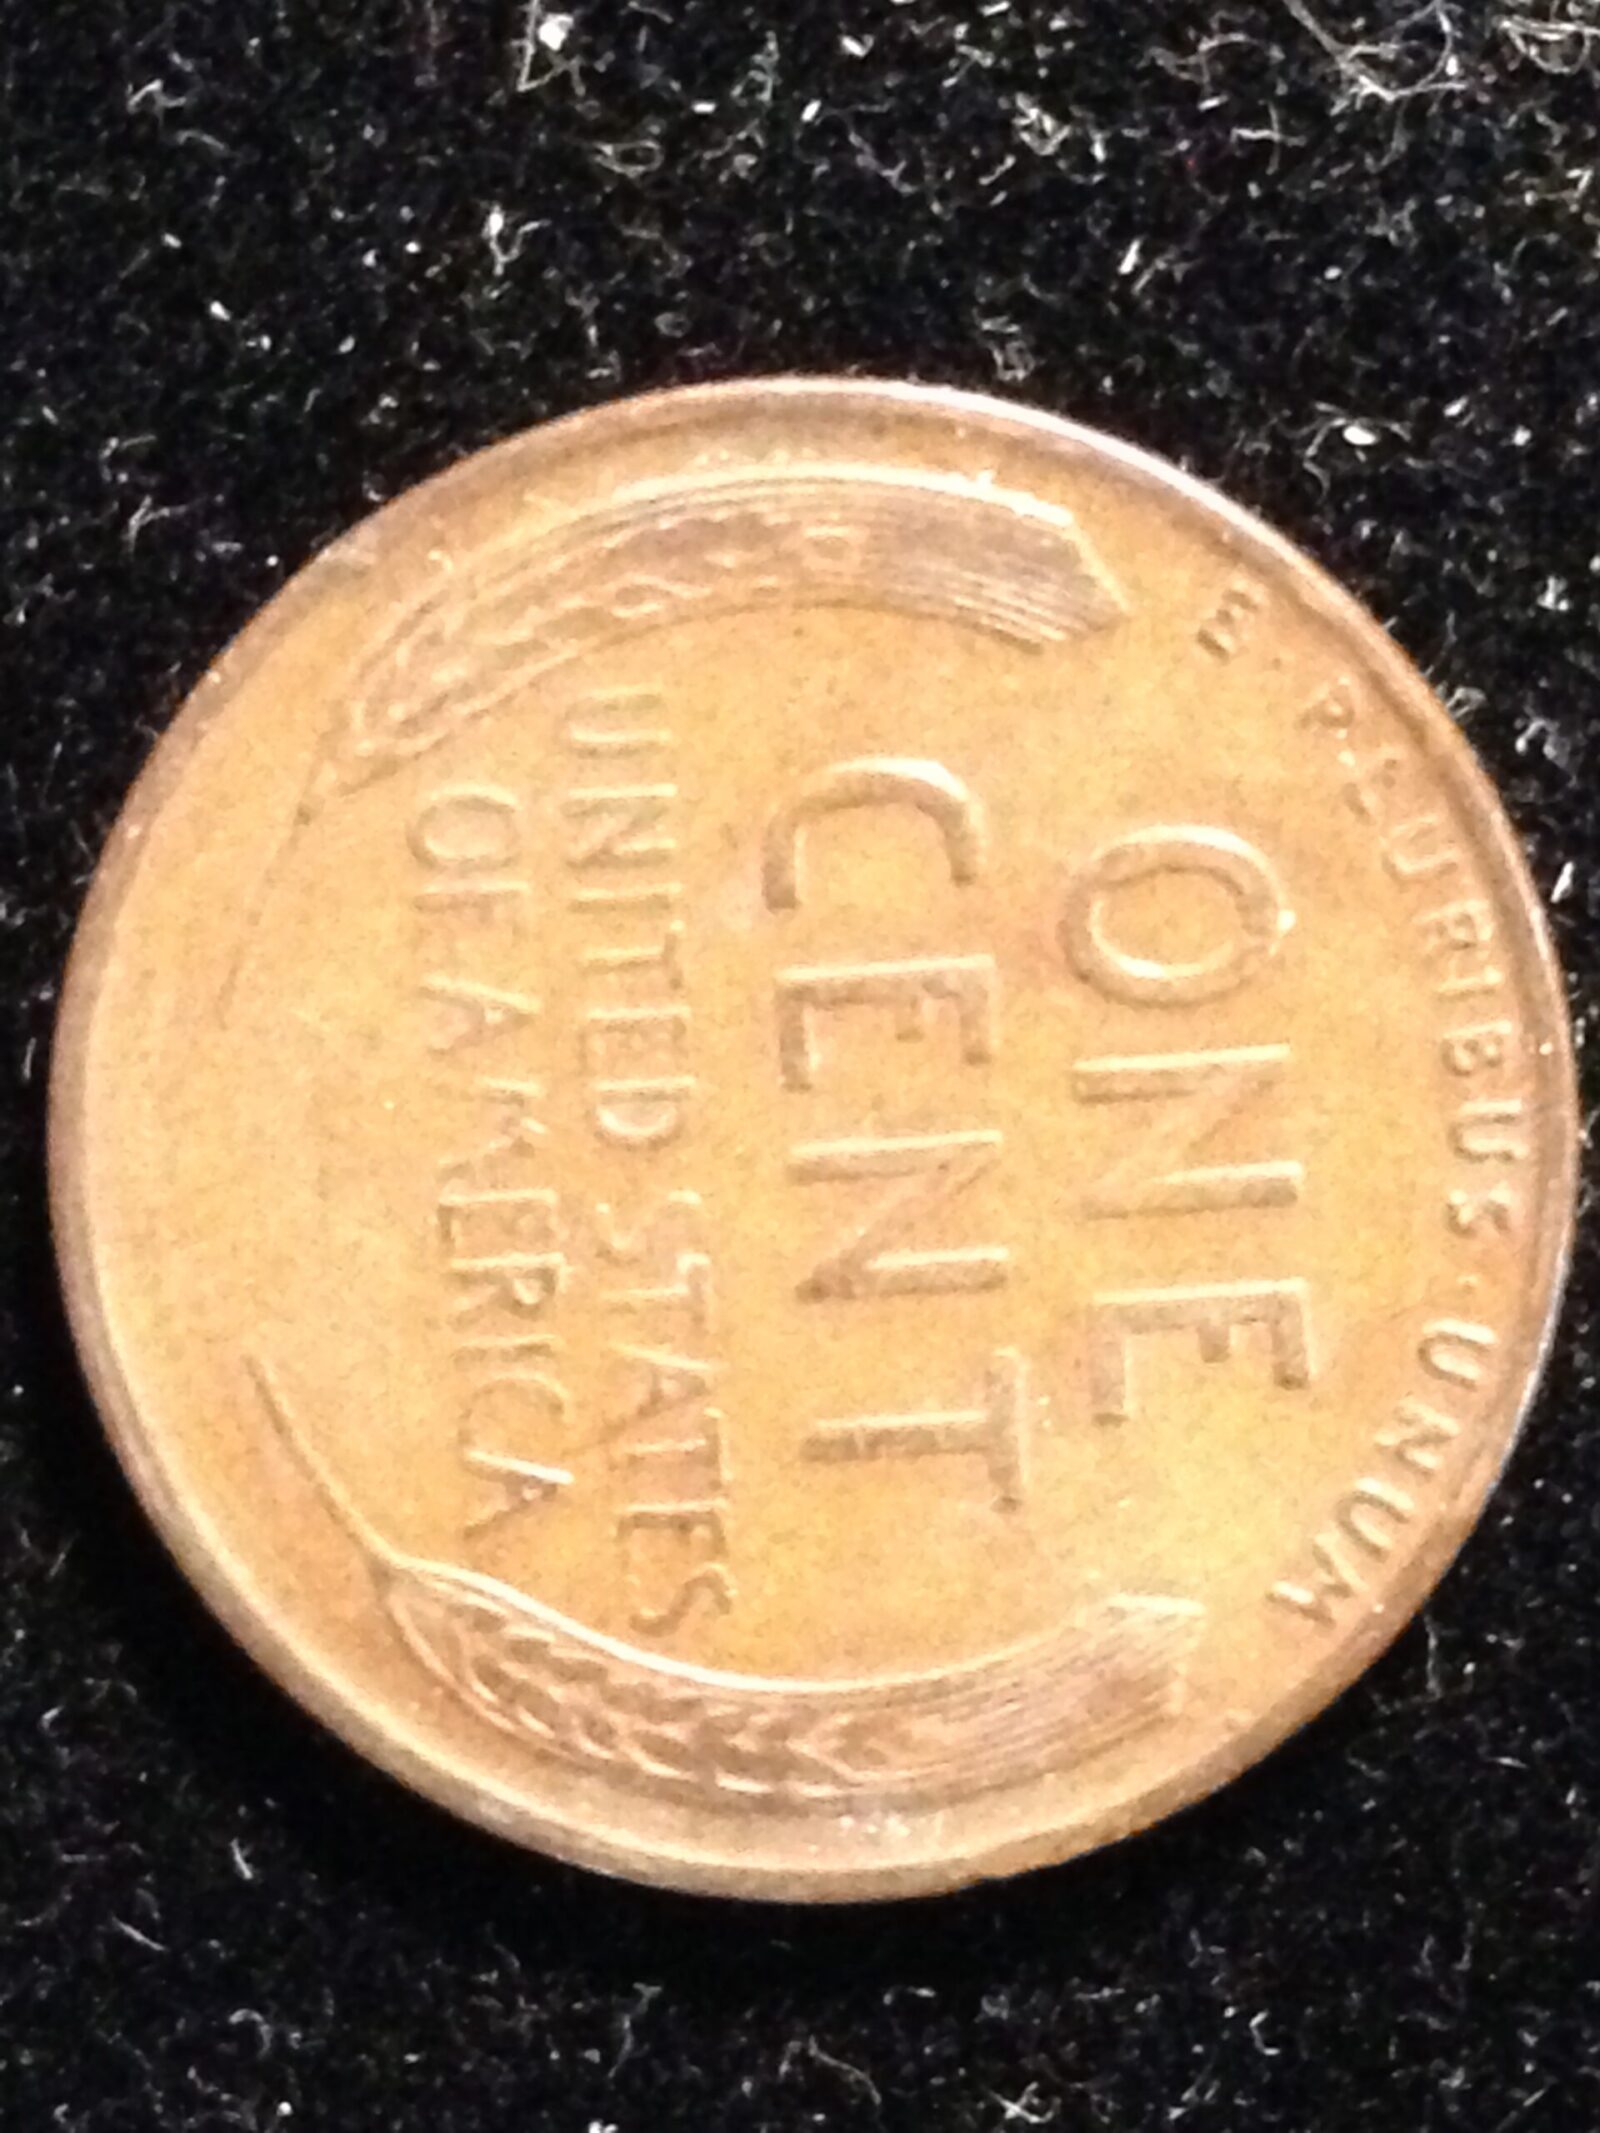 E·PLURIBUS·UNUM
ONE
CENT
UNITED STATES
OF AMERICA